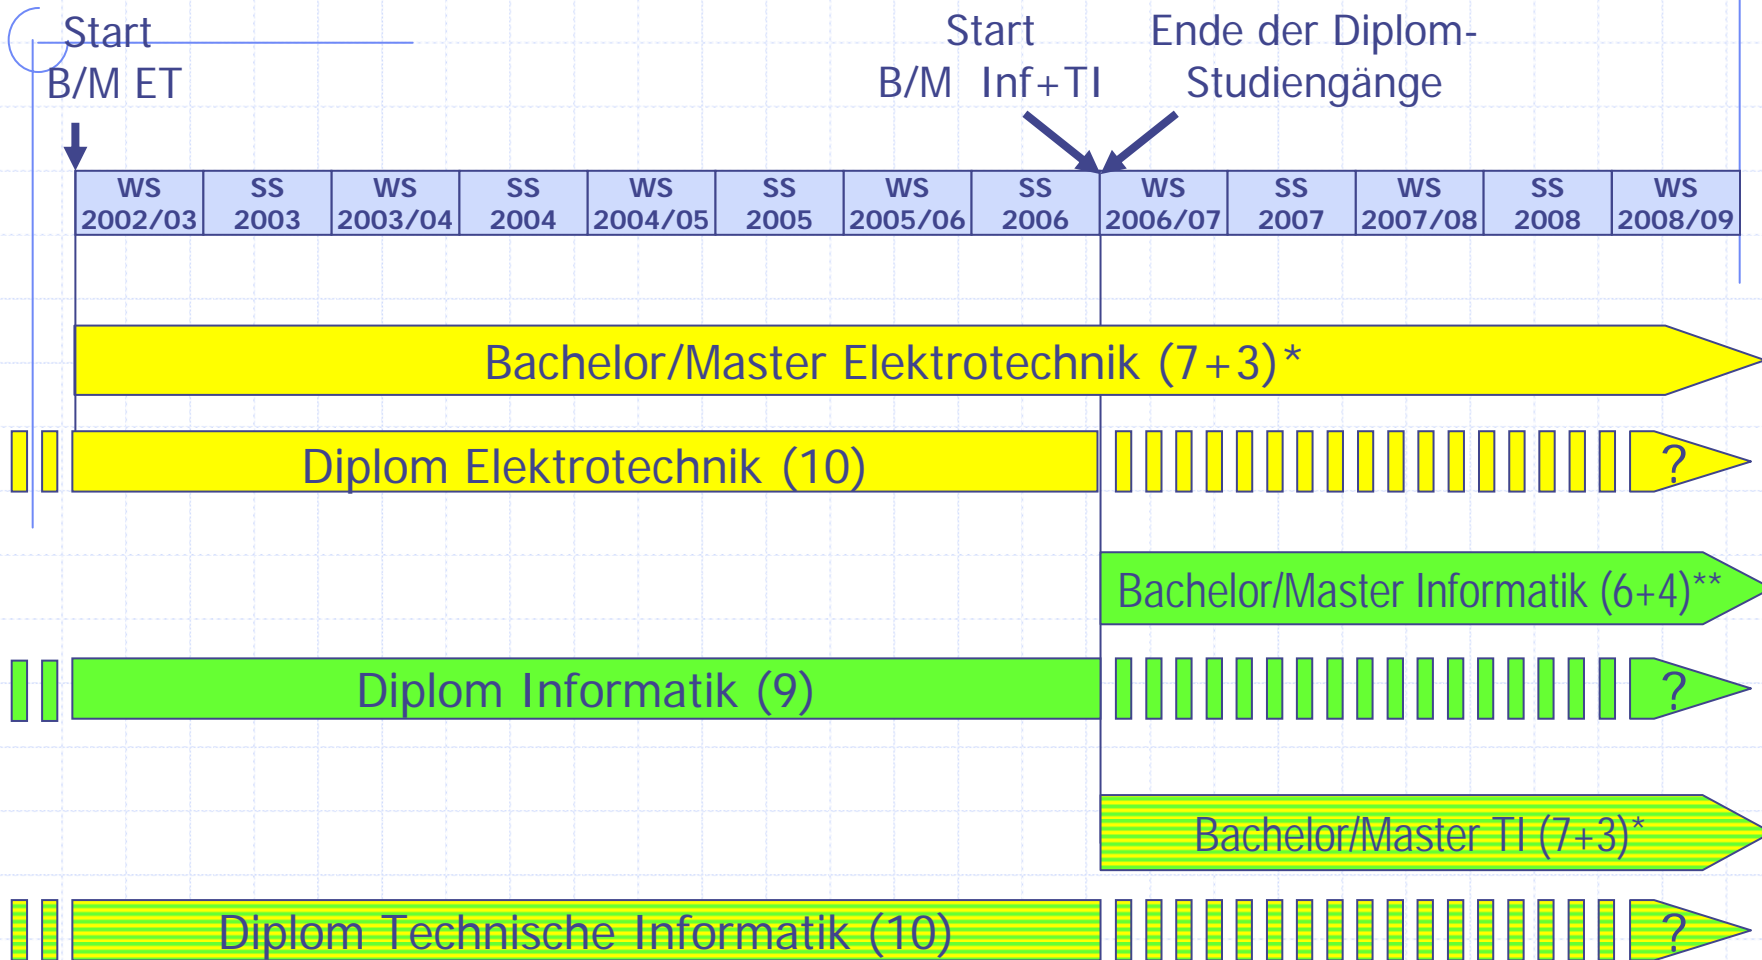 Start
B/M ET
Start
B/M Inf+TI
Ende der Diplom-
Studiengänge
WS 2002/03
SS 2003
WS 2003/04
SS 2004
WS 2004/05
SS 2005
WS 2005/06
SS 2006
WS 2006/07
SS 2007
WS 2007/08
SS 2008
WS 2008/09
Bachelor/Master Elektrotechnik (7+3)*
Diplom Elektrotechnik (10)
?
Bachelor/Master Informatik (6+4)**
Diplom Informatik (9)
?
Bachelor/Master TI (7+3)*
Diplom Technische Informatik (10)
?